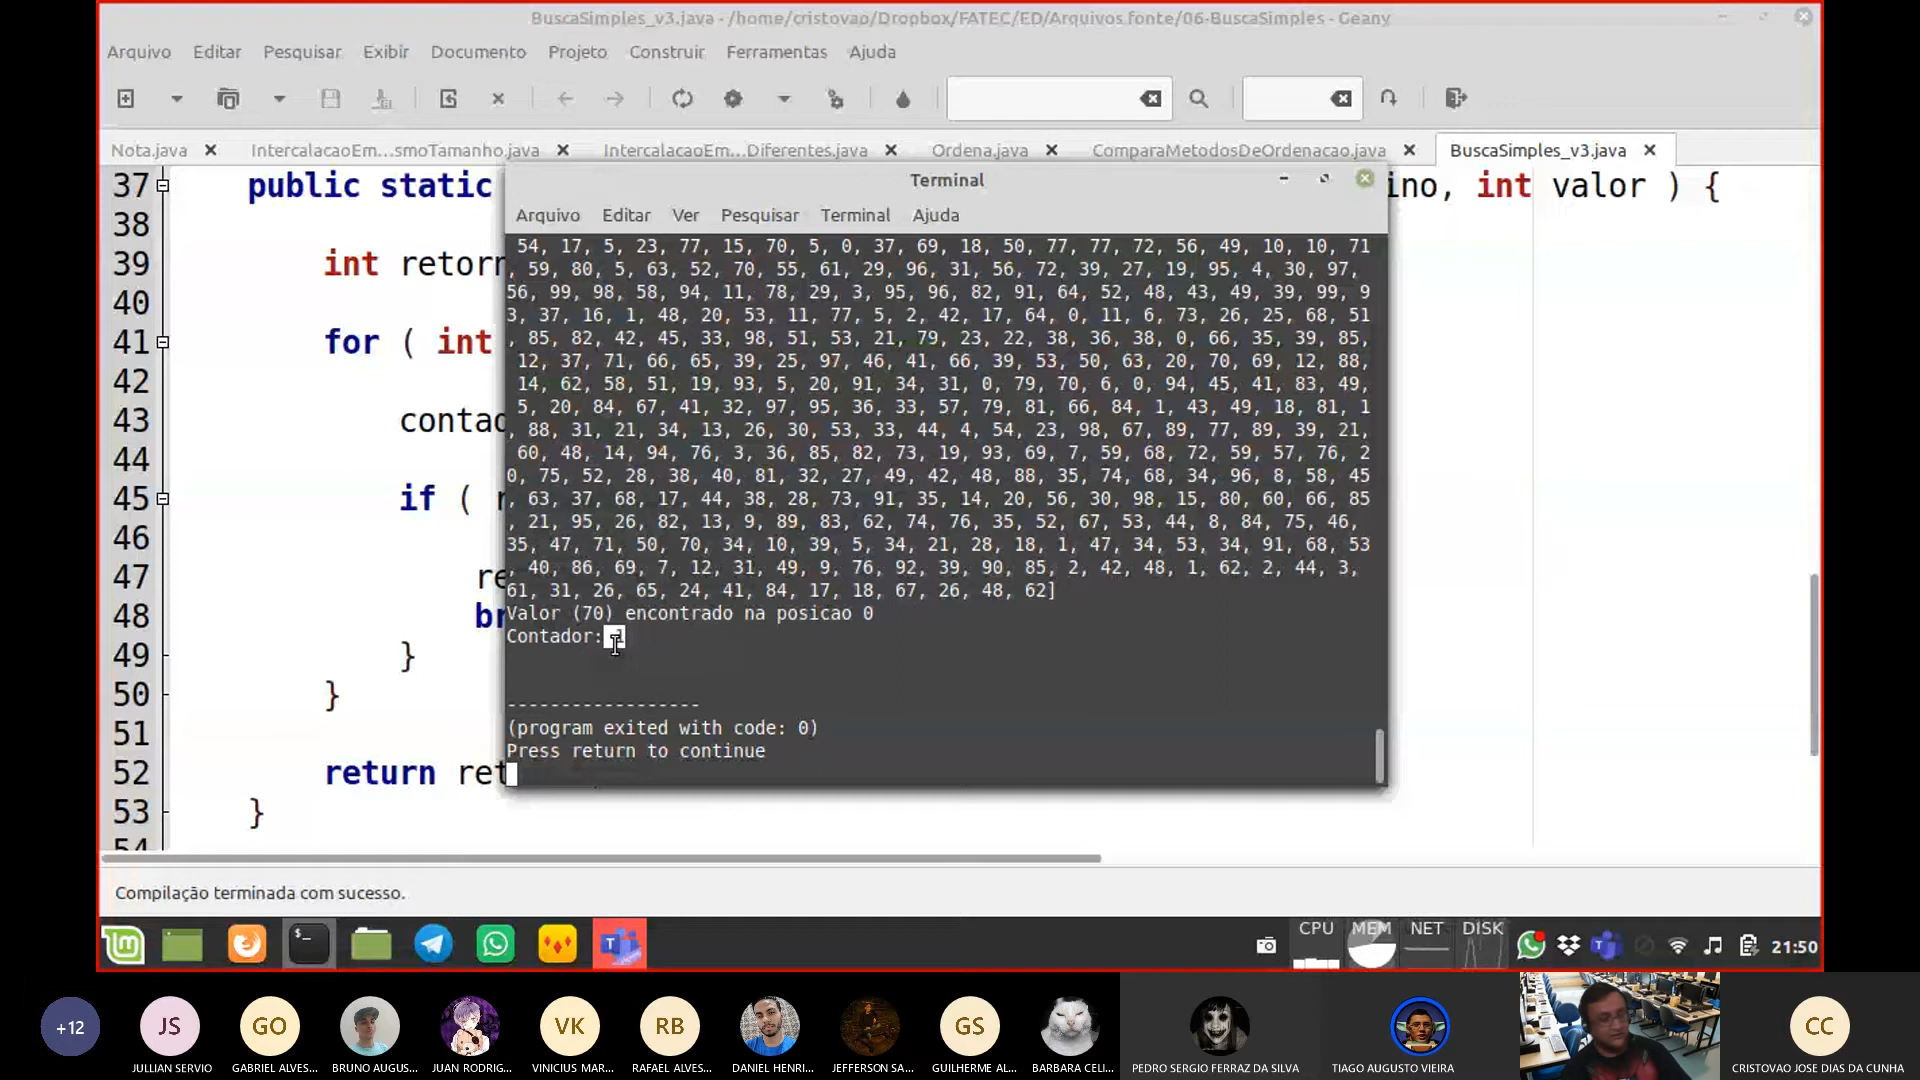 BuscaSimples_v3.java - /home/cristovao/Dropbox/FATEC/ED/Arquivos fonte/06-BuscaSimples - Geany
Arquivo Editar Pesquisar Exibir Documento Projeto Construir Ferramentas Ajuda
Nota.java IntercalacaoEm...smoTamanho.java IntercalacaoEm...Diferentes.java Ordena.java ComparaMetodosDeOrdenacao.java BuscaSimples_v3.java
37 public static ino, int valor ) {
38
39 int retorn
40
41 for ( int
42
43 contad
44
45 if ( r
46
47 re
48 br
49 }
50 }
51
52 return ret
53 }
54
Terminal
Arquivo Editar Ver Pesquisar Terminal Ajuda
54, 17, 5, 23, 77, 15, 70, 5, 0, 37, 69, 18, 50, 77, 77, 72, 56, 49, 10, 10, 71
, 59, 80, 5, 63, 52, 70, 55, 61, 29, 96, 31, 56, 72, 39, 27, 19, 95, 4, 30, 97,
56, 99, 98, 58, 94, 11, 78, 29, 3, 95, 96, 82, 91, 64, 52, 48, 43, 49, 39, 99, 9
3, 37, 16, 1, 48, 20, 53, 11, 77, 5, 2, 42, 17, 64, 0, 11, 6, 73, 26, 25, 68, 51
, 85, 82, 42, 45, 33, 98, 51, 53, 21, 79, 23, 22, 38, 36, 38, 0, 66, 35, 39, 85,
12, 37, 71, 66, 65, 39, 25, 97, 46, 41, 66, 39, 53, 50, 63, 20, 70, 69, 12, 88,
14, 62, 58, 51, 19, 93, 5, 20, 91, 34, 31, 0, 79, 70, 6, 0, 94, 45, 41, 83, 49,
5, 20, 84, 67, 41, 32, 97, 95, 36, 33, 57, 79, 81, 66, 84, 1, 43, 49, 18, 81, 1
, 88, 31, 21, 34, 13, 26, 30, 53, 33, 44, 4, 54, 23, 98, 67, 89, 77, 89, 39, 21,
60, 48, 14, 94, 76, 3, 36, 85, 82, 73, 19, 93, 69, 7, 59, 68, 72, 59, 57, 76, 2
0, 75, 52, 28, 38, 40, 81, 32, 27, 49, 42, 48, 88, 35, 74, 68, 34, 96, 8, 58, 45
, 63, 37, 68, 17, 44, 38, 28, 73, 91, 35, 14, 20, 56, 30, 98, 15, 80, 60, 66, 85
, 21, 95, 26, 82, 13, 9, 89, 83, 62, 74, 76, 35, 52, 67, 53, 44, 8, 84, 75, 46,
35, 47, 71, 50, 70, 34, 10, 39, 5, 34, 21, 28, 18, 1, 47, 34, 53, 34, 91, 68, 53
, 40, 86, 69, 7, 12, 31, 49, 9, 76, 92, 39, 90, 85, 2, 42, 48, 1, 62, 2, 44, 3,
61, 31, 26, 65, 24, 41, 84, 17, 18, 67, 26, 48, 62]
Valor (70) encontrado na posicao 0
Contador:
------------------
(program exited with code: 0)
Press return to continue
Compilação terminada com sucesso.
CPU MEM NET DISK
21:50
+12 JS GO VK RB GS CC
JULLIAN SERVIO GABRIEL ALVES... BRUNO AUGUS... JUAN RODRIG... VINICIUS MAR... RAFAEL ALVES... DANIEL HENRI... JEFFERSON SA... GUILHERME AL... BARBARA CELI... PEDRO SERGIO FERRAZ DA SILVA TIAGO AUGUSTO VIEIRA CRISTOVAO JOSE DIAS DA CUNHA